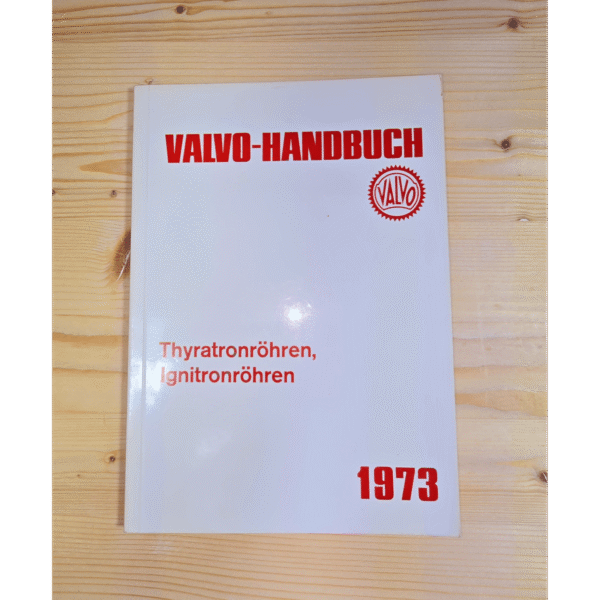 VALVO-HANDBUCH
VALVO
Thyratronröhren,
Ignitronröhren
1973